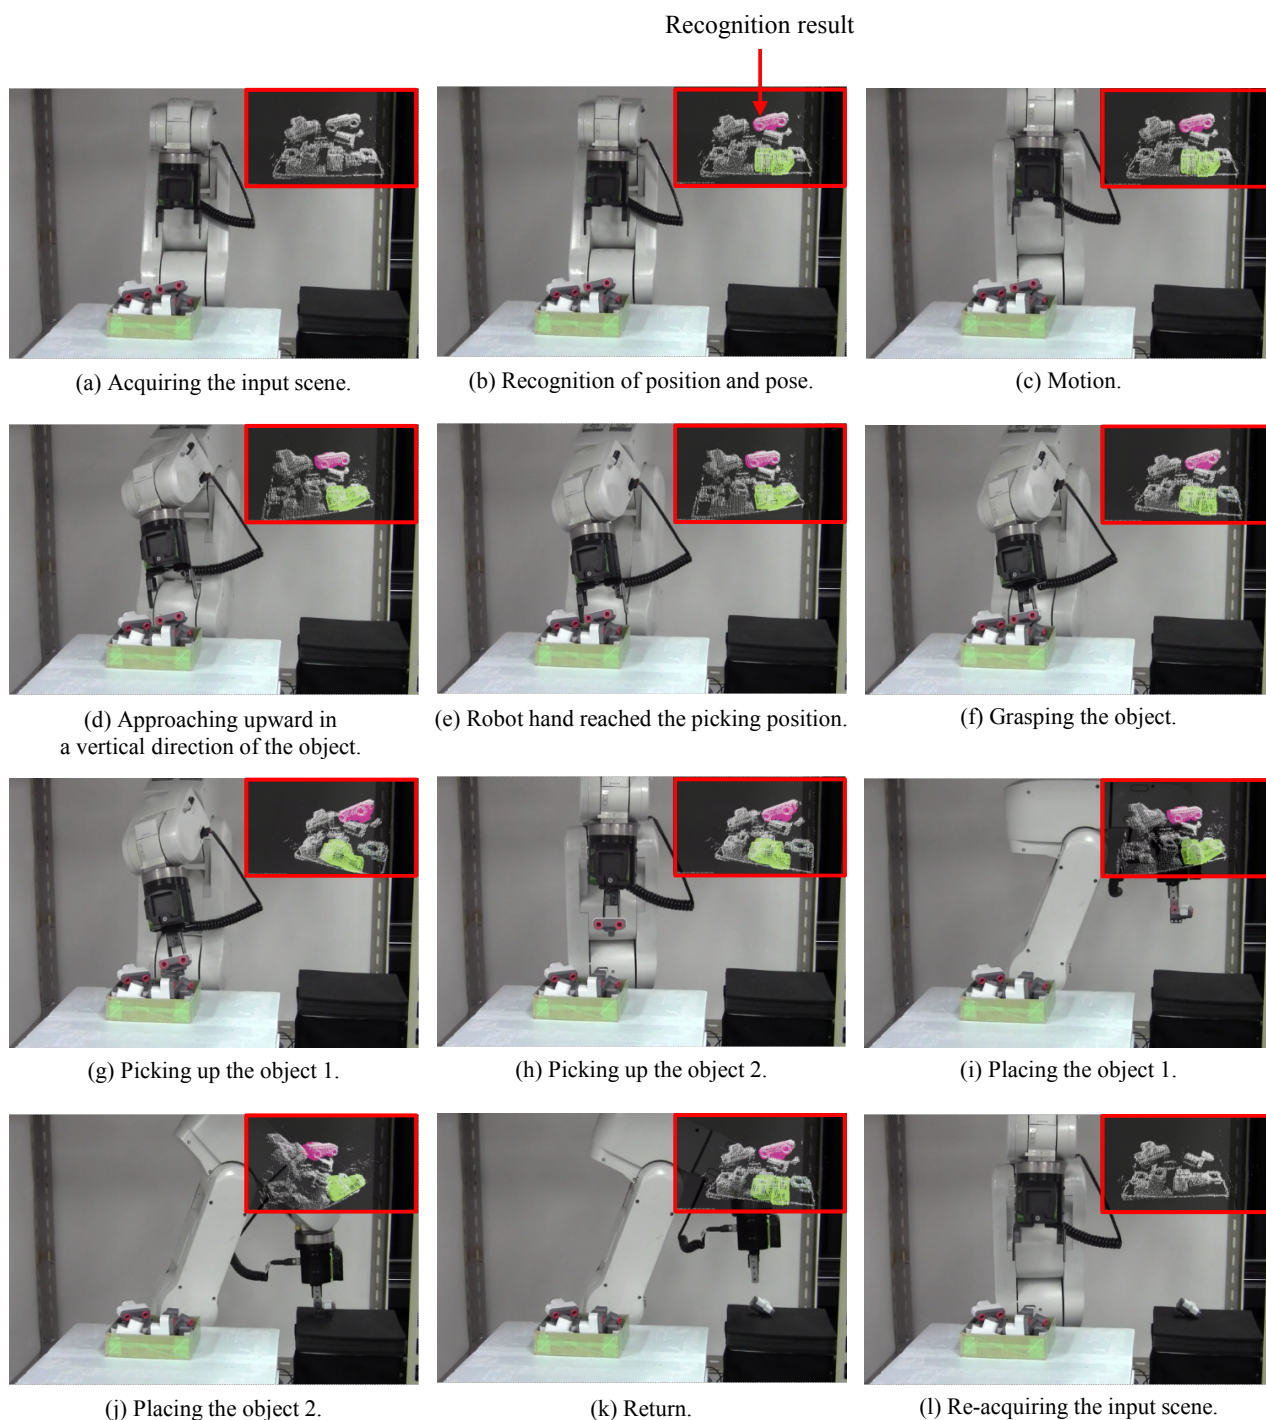 Recognition result
(a) Acquiring the input scene.
(b) Recognition of position and pose.
(c) Motion.
(d) Approaching upward in
a vertical direction of the object.
(e) Robot hand reached the picking position.
(f) Grasping the object.
(g) Picking up the object 1.
(h) Picking up the object 2.
(i) Placing the object 1.
(j) Placing the object 2.
(k) Return.
(l) Re-acquiring the input scene.